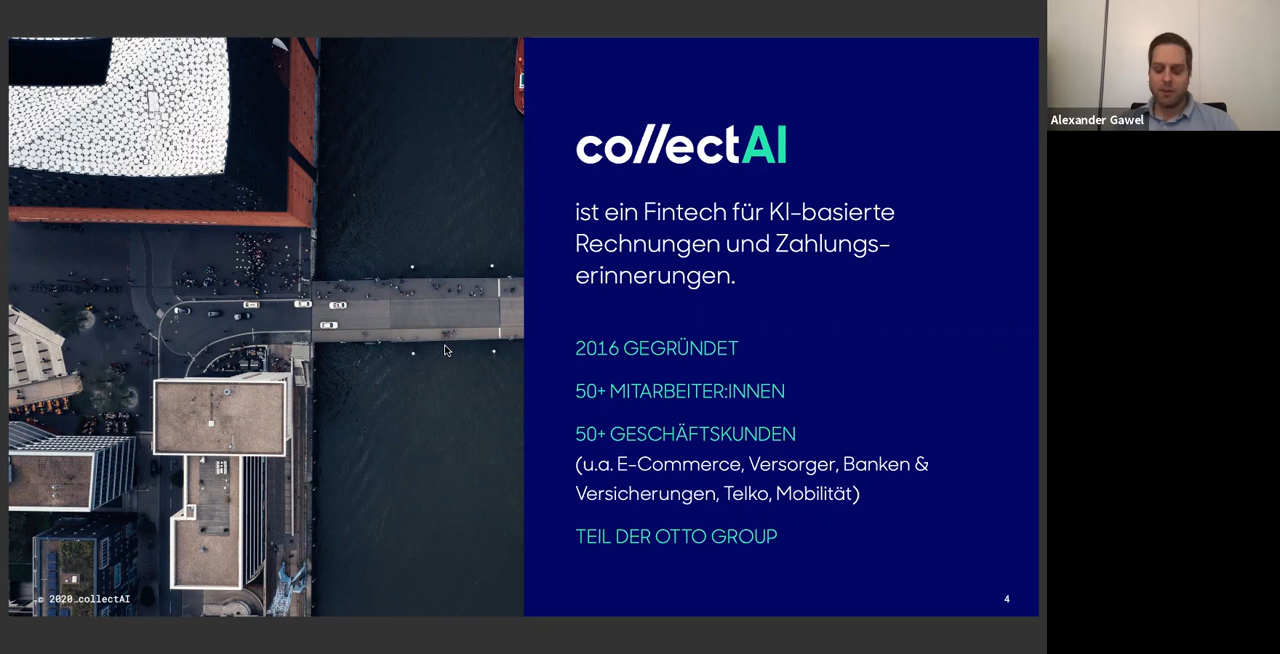 collectAI
ist ein Fintech für KI-basierte
Rechnungen und Zahlungs-
erinnerungen.
2016 GEGRÜNDET
50+ MITARBEITER:INNEN
50+ GESCHÄFTSKUNDEN
(u.a. E-Commerce, Versorger, Banken &
Versicherungen, Telko, Mobilität)
TEIL DER OTTO GROUP
© 2020 collectAI
4
Alexander Gawel